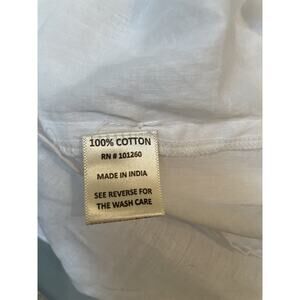 100% COTTON
RN # 101260
MADE IN INDIA
SEE REVERSE FOR
THE WASH CARE